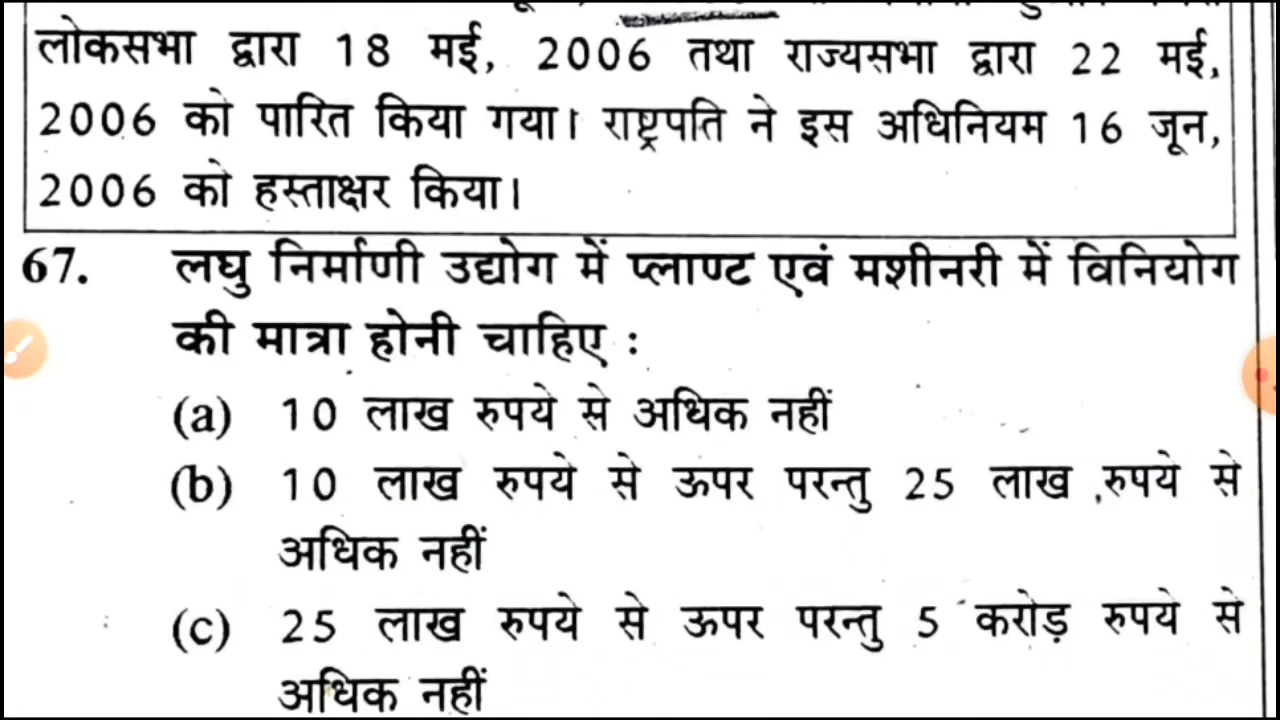 लोकसभा द्वारा 18 मई, 2006 तथा राज्यसभा द्वारा 22 मई,
2006 को पारित किया गया। राष्ट्रपति ने इस अधिनियम 16 जून,
2006 को हस्ताक्षर किया।
67. लघु निर्माणी उद्योग में प्लाण्ट एवं मशीनरी में विनियोग
की मात्रा होनी चाहिए :
(a) 10 लाख रुपये से अधिक नहीं
(b) 10 लाख रुपये से ऊपर परन्तु 25 लाख रुपये से
अधिक नहीं
(c) 25 लाख रुपये से ऊपर परन्तु 5 करोड़ रुपये से
अधिक नहीं